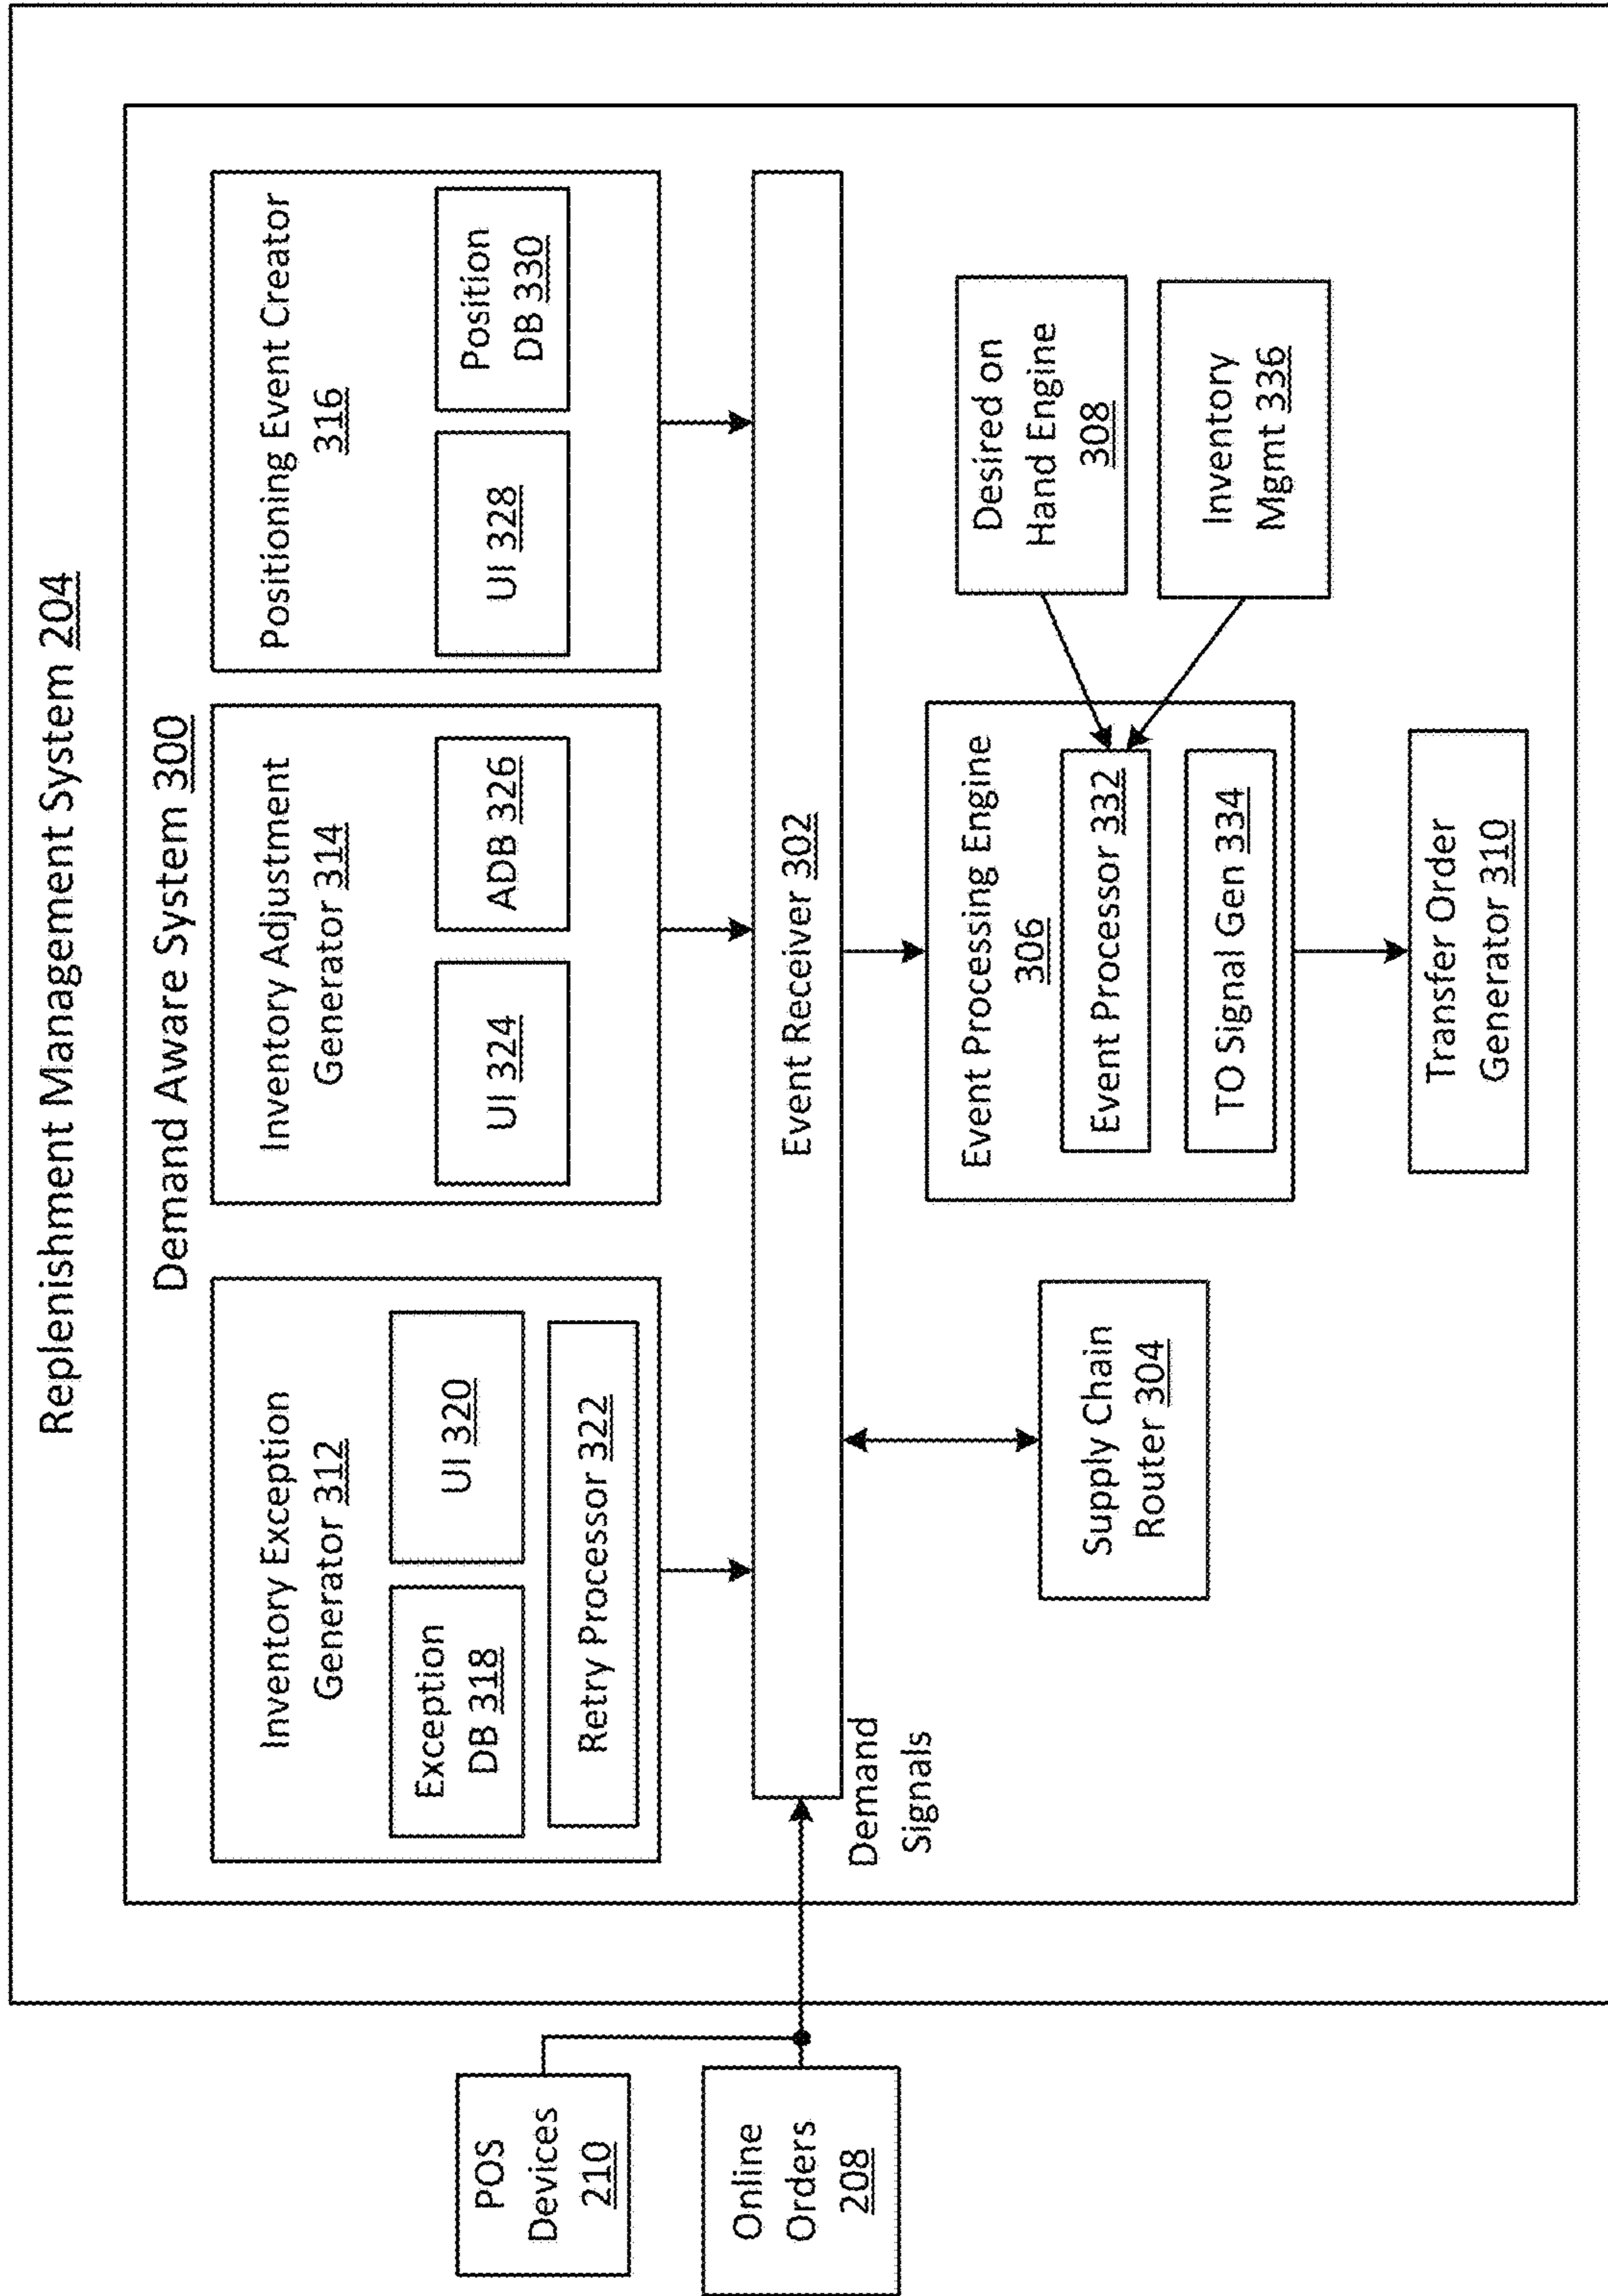 Replenishment Management System 204
Demand Aware System 300
Inventory Exception
Generator 312
Exception
DB 318
UI 320
Retry Processor 322
Inventory Adjustment
Generator 314
UI 324
ADB 326
Positioning Event Creator
316
UI 328
Position
DB 330
POS
Devices
210
Online
Orders
208
Event Receiver 302
Demand
Signals
Supply Chain
Router 304
Event Processing Engine
306
Event Processor 332
TO Signal Gen 334
Desired on
Hand Engine
308
Inventory
Mgmt 336
Transfer Order
Generator 310